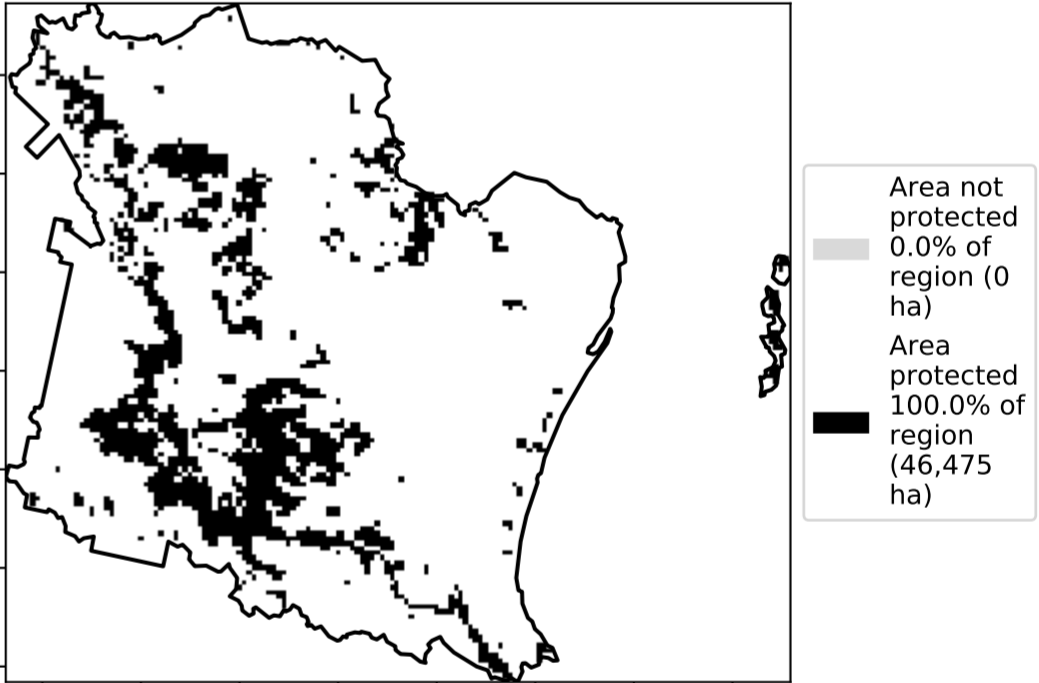 Area not
protected
0.0% of
region (0
ha)
Area
protected
100.0% of
region
(46,475
ha)